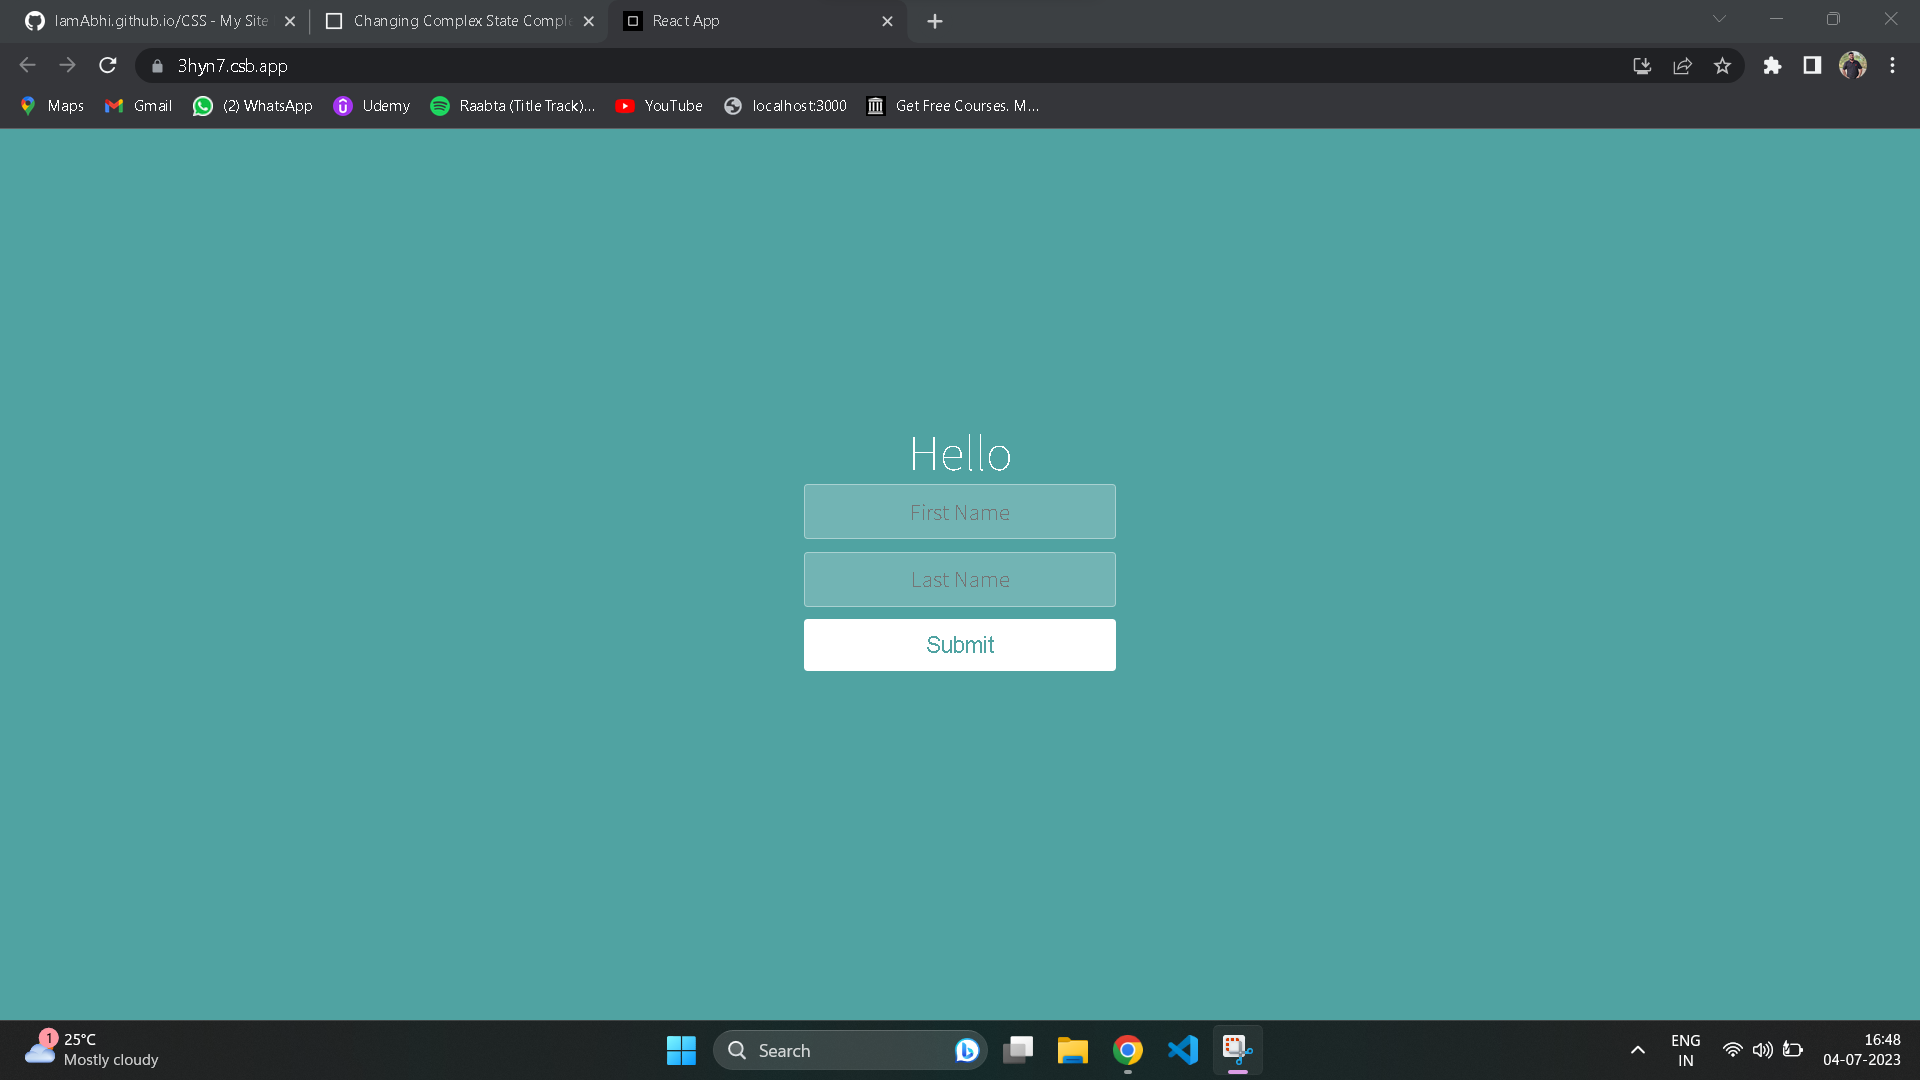 IamAbhi.github.io/CSS - My Site
Changing Complex State Comple
React App
3hyn7.csb.app
Maps
Gmail
(2) WhatsApp
Udemy
Raabta (Title Track)...
YouTube
localhost:3000
Get Free Courses. M...
Hello
First Name
Last Name
Submit
1
25°C
Mostly cloudy
Search
ENG
IN
16:48
04-07-2023